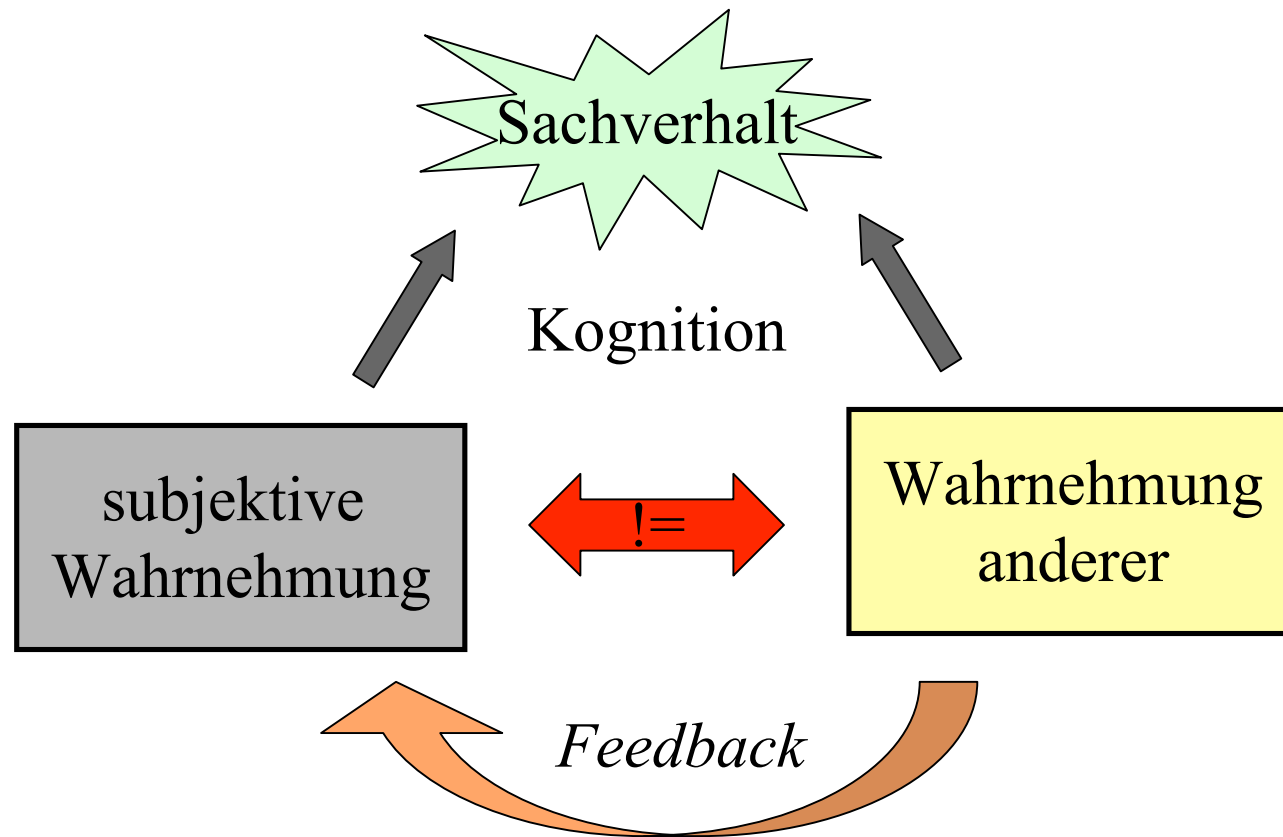 Sachverhalt
Kognition
subjektive
Wahrnehmung
!=
Wahrnehmung
anderer
Feedback